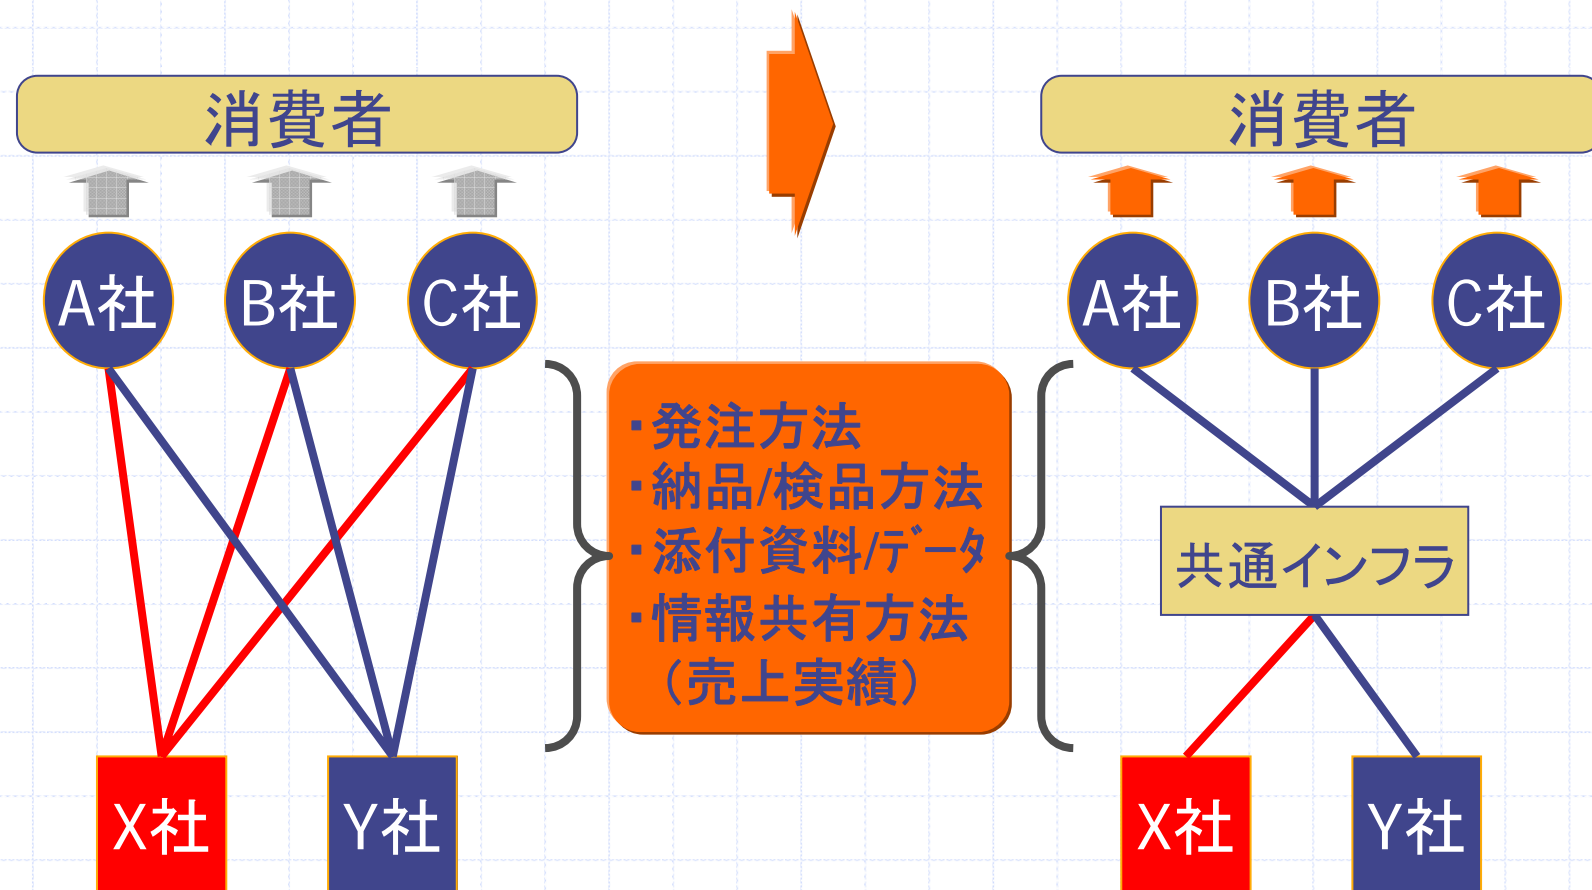 消費者
A社
B社
C社
X社
Y社
・発注方法
・納品/検品方法
・添付資料/ﾃﾞｰﾀ
・情報共有方法
（売上実績）
消費者
A社
B社
C社
共通インフラ
X社
Y社